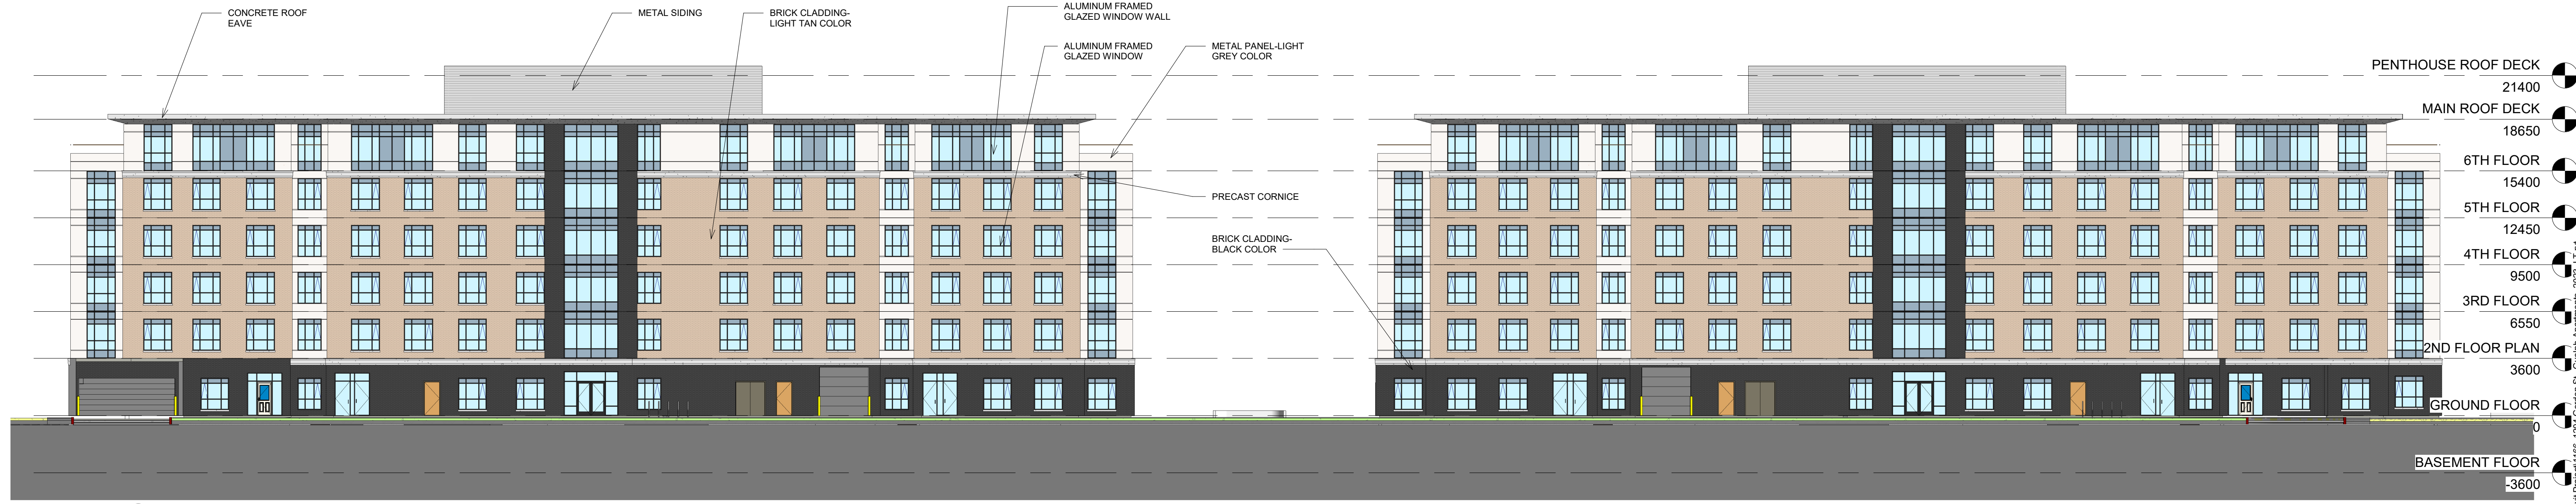 CONCRETE ROOF
EAVE
METAL SIDING
BRICK CLADDING-
LIGHT TAN COLOR
ALUMINUM FRAMED
GLAZED WINDOW WALL
ALUMINUM FRAMED
GLAZED WINDOW
METAL PANEL-LIGHT
GREY COLOR
PRECAST CORNICE
BRICK CLADDING-
BLACK COLOR
PENTHOUSE ROOF DECK
21400
MAIN ROOF DECK
18650
6TH FLOOR
15400
5TH FLOOR
12450
4TH FLOOR
9500
3RD FLOOR
6550
2ND FLOOR PLAN
3600
GROUND FLOOR
0
BASEMENT FLOOR
-3600